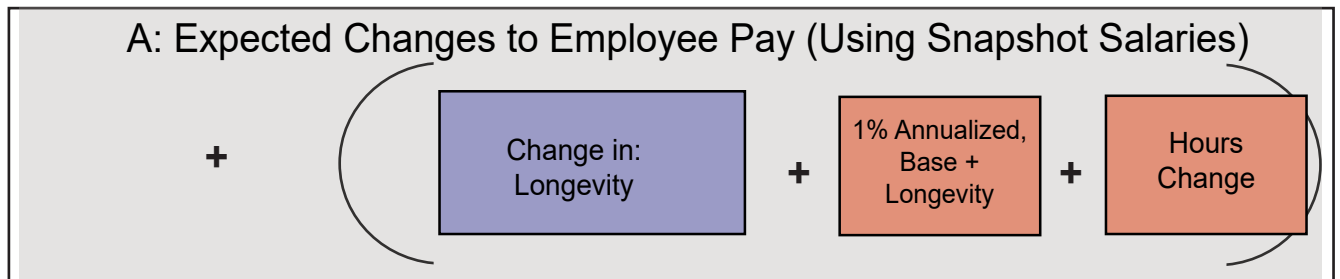 A: Expected Changes to Employee Pay (Using Snapshot Salaries)
+
Change in:
Longevity
+
1% Annualized,
Base +
Longevity
+
Hours
Change